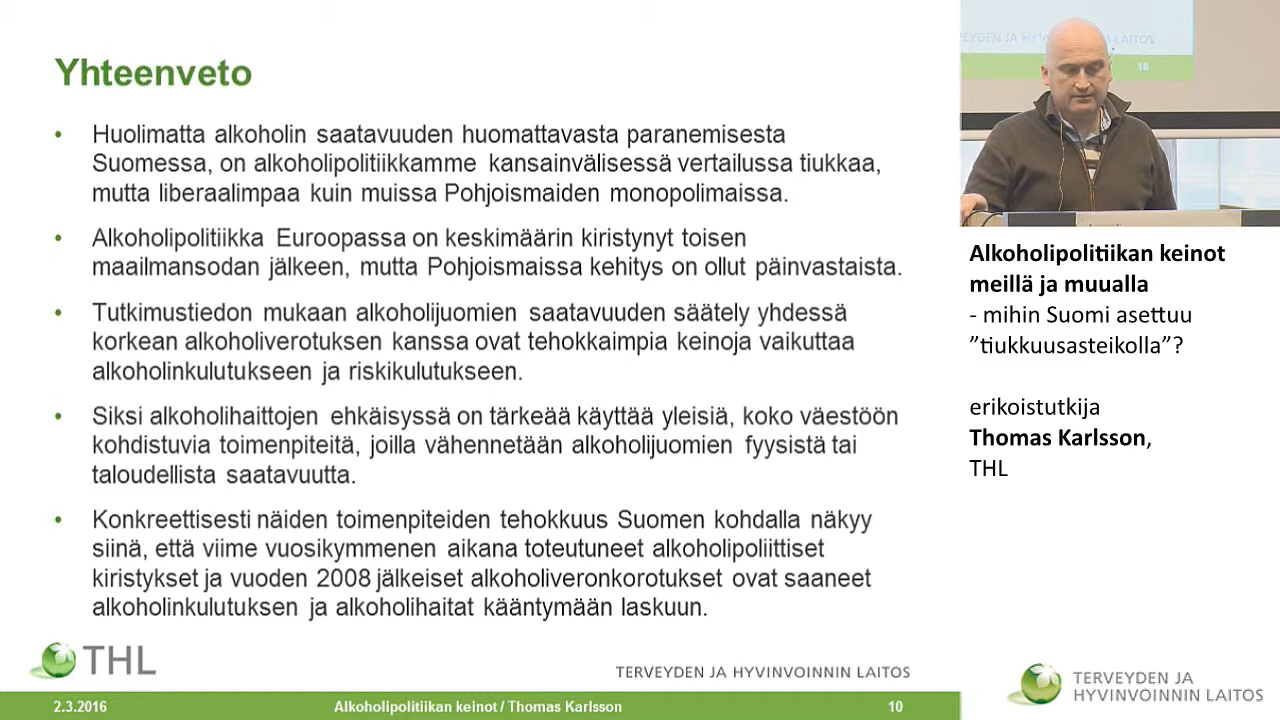 Yhteenveto
• Huolimatta alkoholin saatavuuden huomattavasta paranemisesta
Suomessa, on alkoholipolitiikkamme kansainvälisessä vertailussa tiukkaa,
mutta liberaalimpaa kuin muissa Pohjoismaiden monopolimaissa.
• Alkoholipolitiikka Euroopassa on keskimäärin kiristynyt toisen
maailmansodan jälkeen, mutta Pohjoismaissa kehitys on ollut päinvastaista.
• Tutkimustiedon mukaan alkoholijuomien saatavuuden säätely yhdessä
korkean alkoholiverotuksen kanssa ovat tehokkaimpia keinoja vaikuttaa
alkoholinkulutukseen ja riskikulutukseen.
• Siksi alkoholihaittojen ehkäisyssä on tärkeää käyttää yleisiä, koko väestöön
kohdistuvia toimenpiteitä, joilla vähennetään alkoholijuomien fyysistä tai
taloudellista saatavuutta.
• Konkreettisesti näiden toimenpiteiden tehokkuus Suomen kohdalla näkyy
siinä, että viime vuosikymmenen aikana toteutuneet alkoholipoliittiset
kiristykset ja vuoden 2008 jälkeiset alkoholiveronkorotukset ovat saaneet
alkoholinkulutuksen ja alkoholihaitat kääntymään laskuun.
THL
TERVEYDEN JA HYVINVOINNIN LAITOS
2.3.2016
Alkoholipolitiikan keinot / Thomas Karlsson
10
LAITOS
10
Alkoholipolitiikan keinot
meillä ja muualla
- mihin Suomi asettuu
”tiukkuusasteikolla”?
erikoistutkija
Thomas Karlsson,
THL
TERVEYDEN JA
HYVINVOINNIN LAITOS